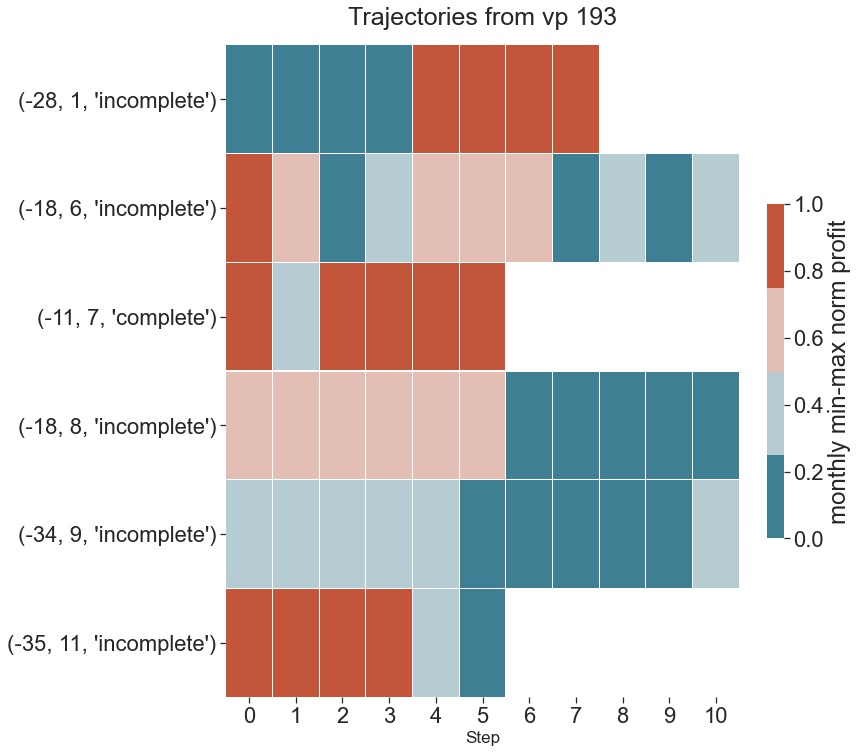 Trajectories from vp 193
(-28, 1, 'incomplete')
(-18, 6, 'incomplete')
(-11, 7, 'complete')
(-18, 8, 'incomplete')
(-34, 9, 'incomplete')
(-35, 11, 'incomplete')
0 1 2 3 4 5 6 7 8 9 10
Step
1.0
0.8
0.6
0.4
0.2
0.0
monthly min-max norm profit